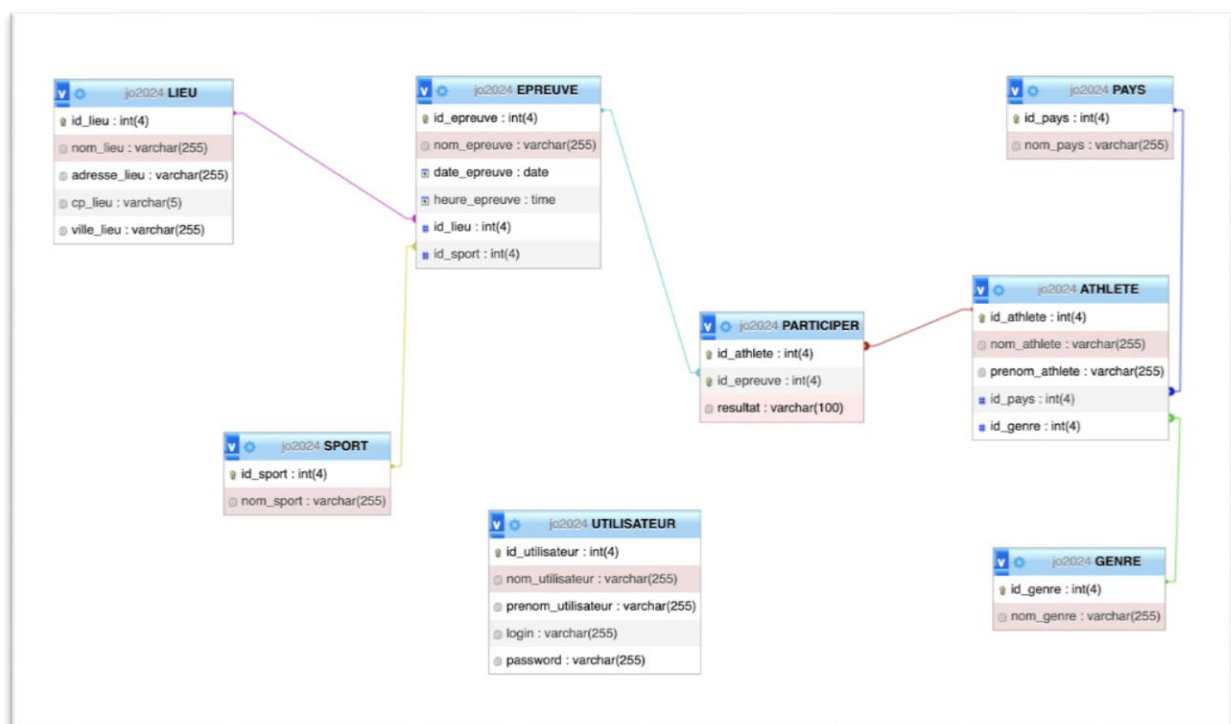 jo2024 LIEU
id_lieu : int(4)
nom_lieu : varchar(255)
adresse_lieu : varchar(255)
cp_lieu : varchar(5)
ville_lieu : varchar(255)
jo2024 EPREUVE
id_epreuve : int(4)
nom_epreuve : varchar(255)
date_epreuve : date
heure_epreuve : time
id_lieu : int(4)
id_sport : int(4)
jo2024 PAYS
id_pays : int(4)
nom_pays : varchar(255)
jo2024 PARTICIPER
id_athlete : int(4)
id_epreuve : int(4)
resultat : varchar(100)
jo2024 ATHLETE
id_athlete : int(4)
nom_athlete : varchar(255)
prenom_athlete : varchar(255)
id_pays : int(4)
id_genre : int(4)
jo2024 SPORT
id_sport : int(4)
nom_sport : varchar(255)
jo2024 UTILISATEUR
id_utilisateur : int(4)
nom_utilisateur : varchar(255)
prenom_utilisateur : varchar(255)
login : varchar(255)
password : varchar(255)
jo2024 GENRE
id_genre : int(4)
nom_genre : varchar(255)